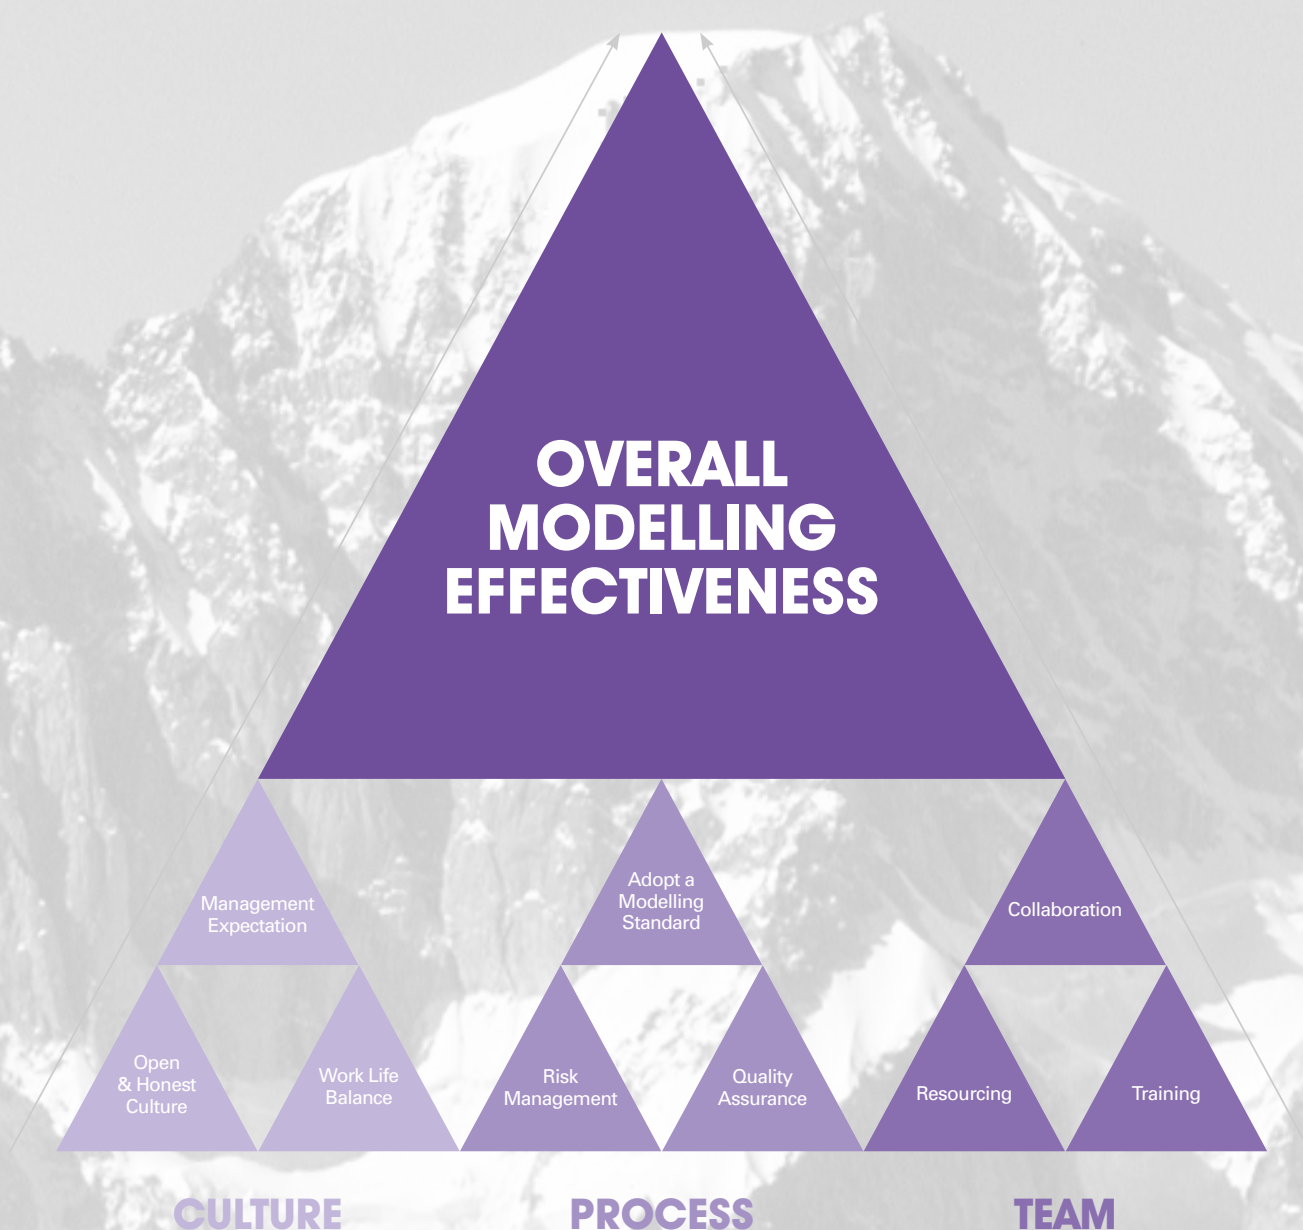 OVERALL
MODELLING
EFFECTIVENESS
Management
Expectation
Adopt a
Modelling
Standard
Collaboration
Open
& Honest
Culture
Work Life
Balance
Risk
Management
Quality
Assurance
Resourcing
Training
CULTURE
PROCESS
TEAM